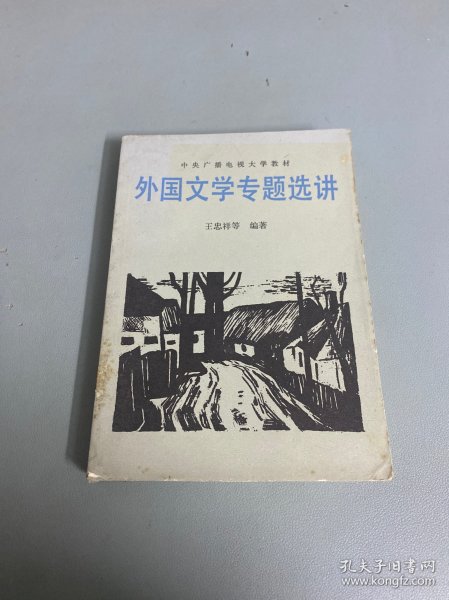 中央广播电视大学教材
外国文学专题选讲
王忠祥等 编著
孔夫子旧书网
www.kongfz.com